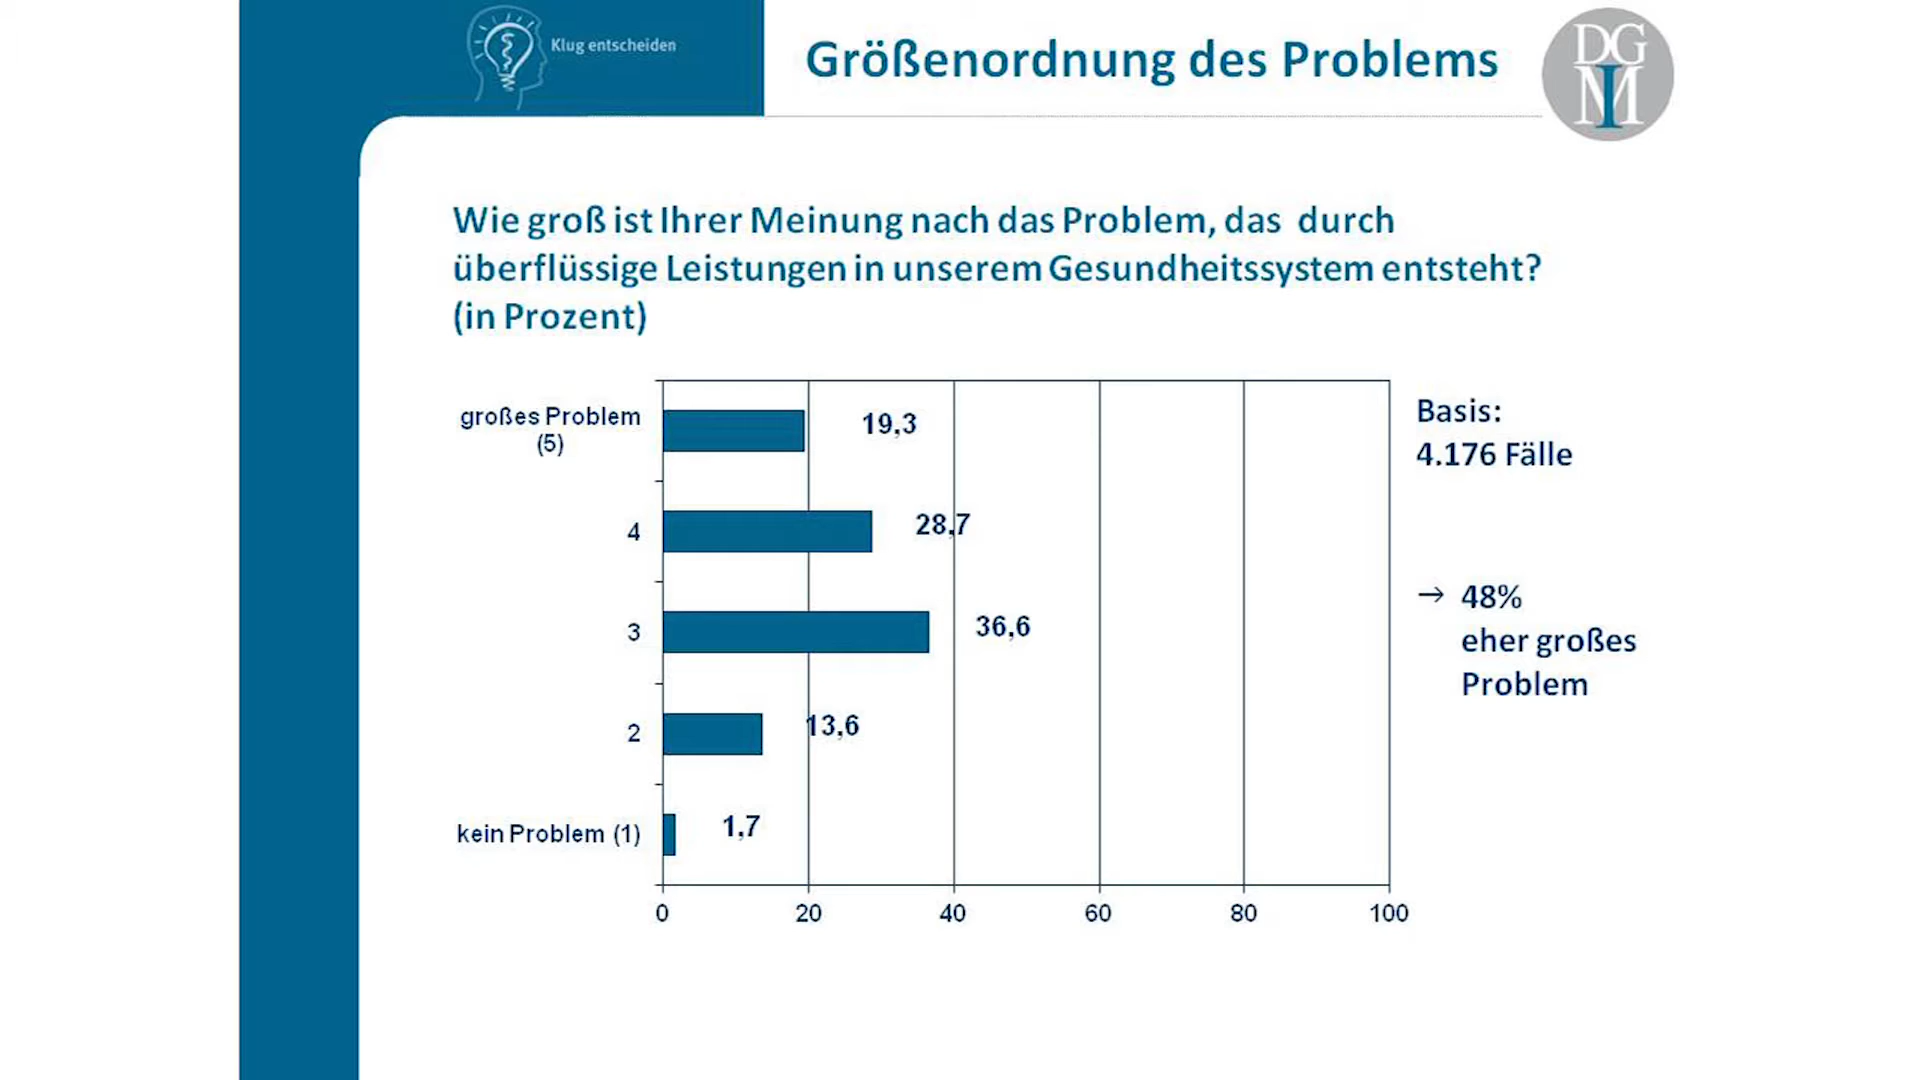 Klug entscheiden
Größenordnung des Problems
DG
IM
Wie groß ist Ihrer Meinung nach das Problem, das durch
überflüssige Leistungen in unserem Gesundheitssystem entsteht?
(in Prozent)
großes Problem
(5)
19,3
4
28,7
3
36,6
2
13,6
kein Problem (1)
1,7
0 20 40 60 80 100
Basis:
4.176 Fälle
→ 48%
eher großes
Problem